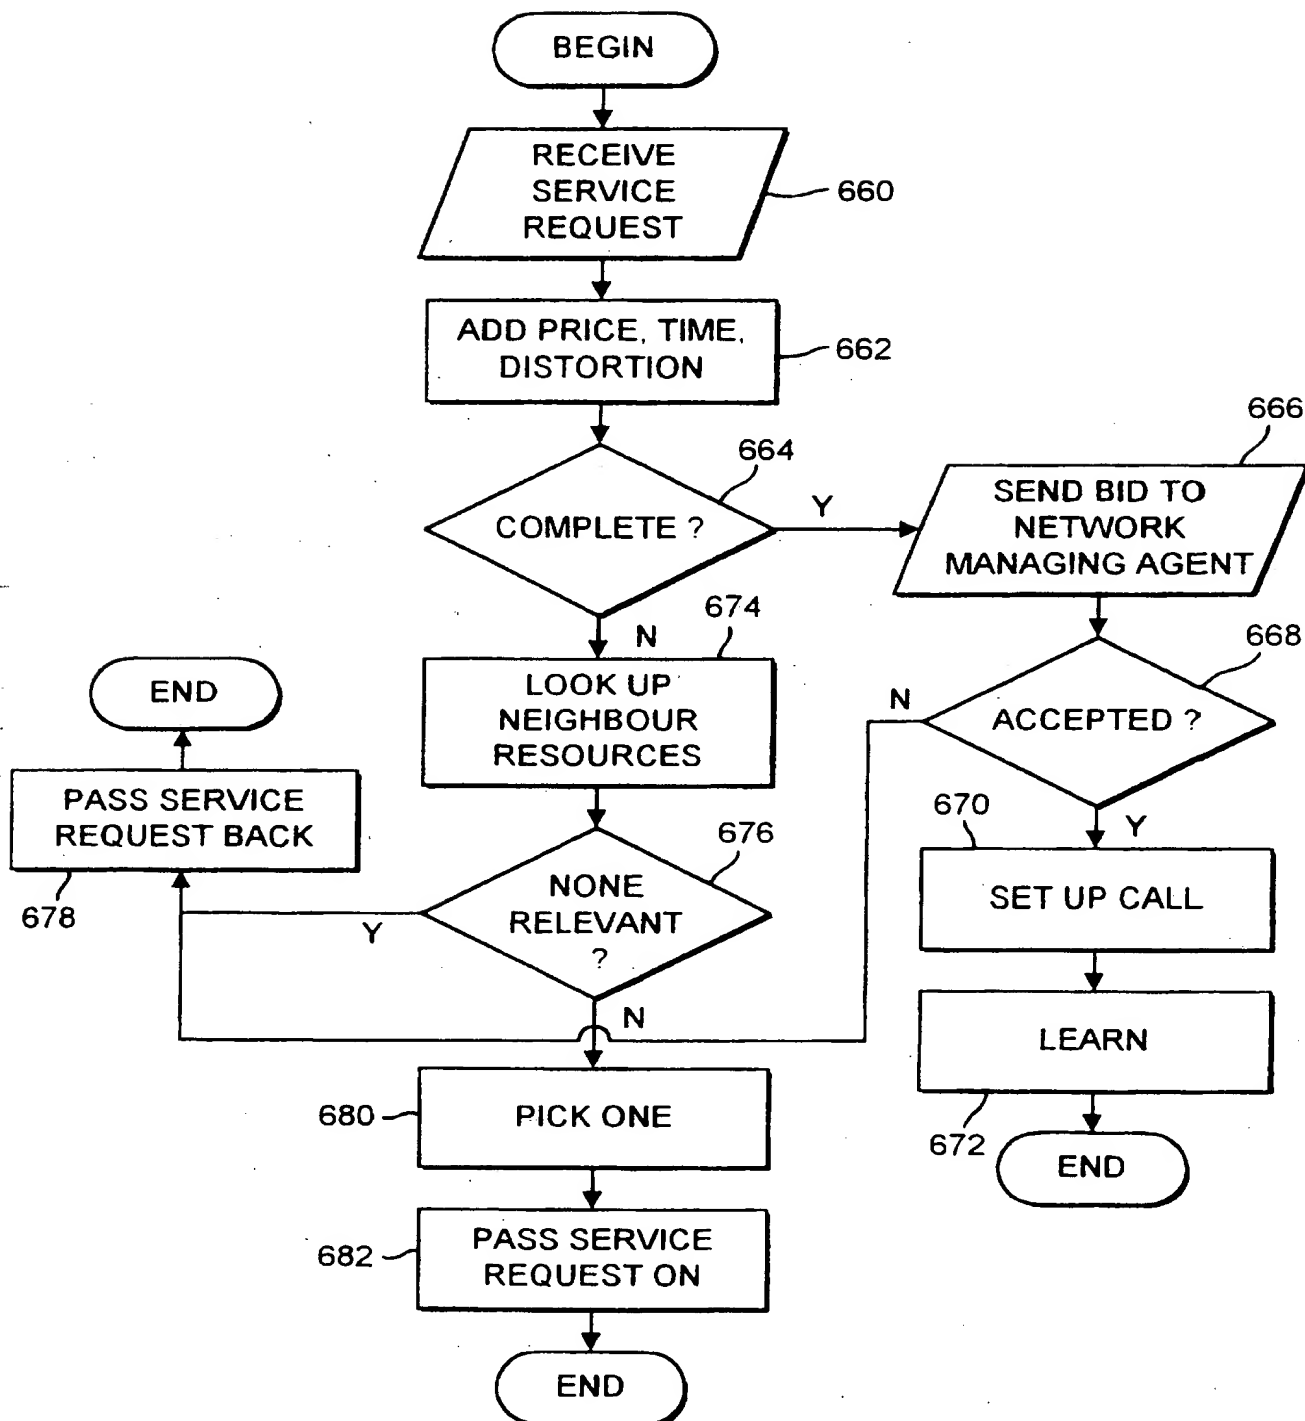 BEGIN
RECEIVE
SERVICE
REQUEST
660
ADD PRICE, TIME,
DISTORTION
662
COMPLETE ?
664
Y
N
SEND BID TO
NETWORK
MANAGING AGENT
666
ACCEPTED ?
668
N
Y
LOOK UP
NEIGHBOUR
RESOURCES
674
END
PASS SERVICE
REQUEST BACK
678
NONE
RELEVANT
?
676
Y
N
SET UP CALL
670
LEARN
672
END
PICK ONE
680
PASS SERVICE
REQUEST ON
682
END